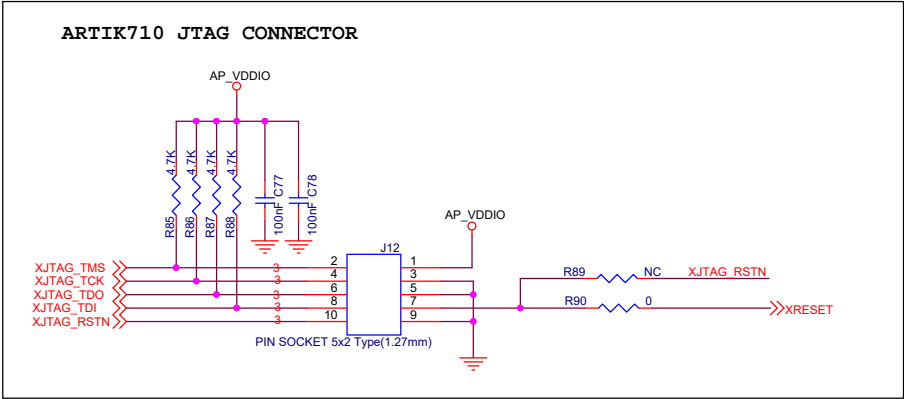 ARTIK710 JTAG CONNECTOR
AP_VDDIO
4.7K 4.7K 4.7K 4.7K
R85 R86 R87 R88 100nF C77 100nF C78
AP_VDDIO
J12
XJTAG_TMS 3 2 1
XJTAG_TCK 3 4 3
XJTAG_TDO 3 6 5
XJTAG_TDI 3 8 7
XJTAG_RSTN 3 10 9
R89 NC XJTAG_RSTN
R90 0 XRESET
PIN SOCKET 5x2 Type(1.27mm)